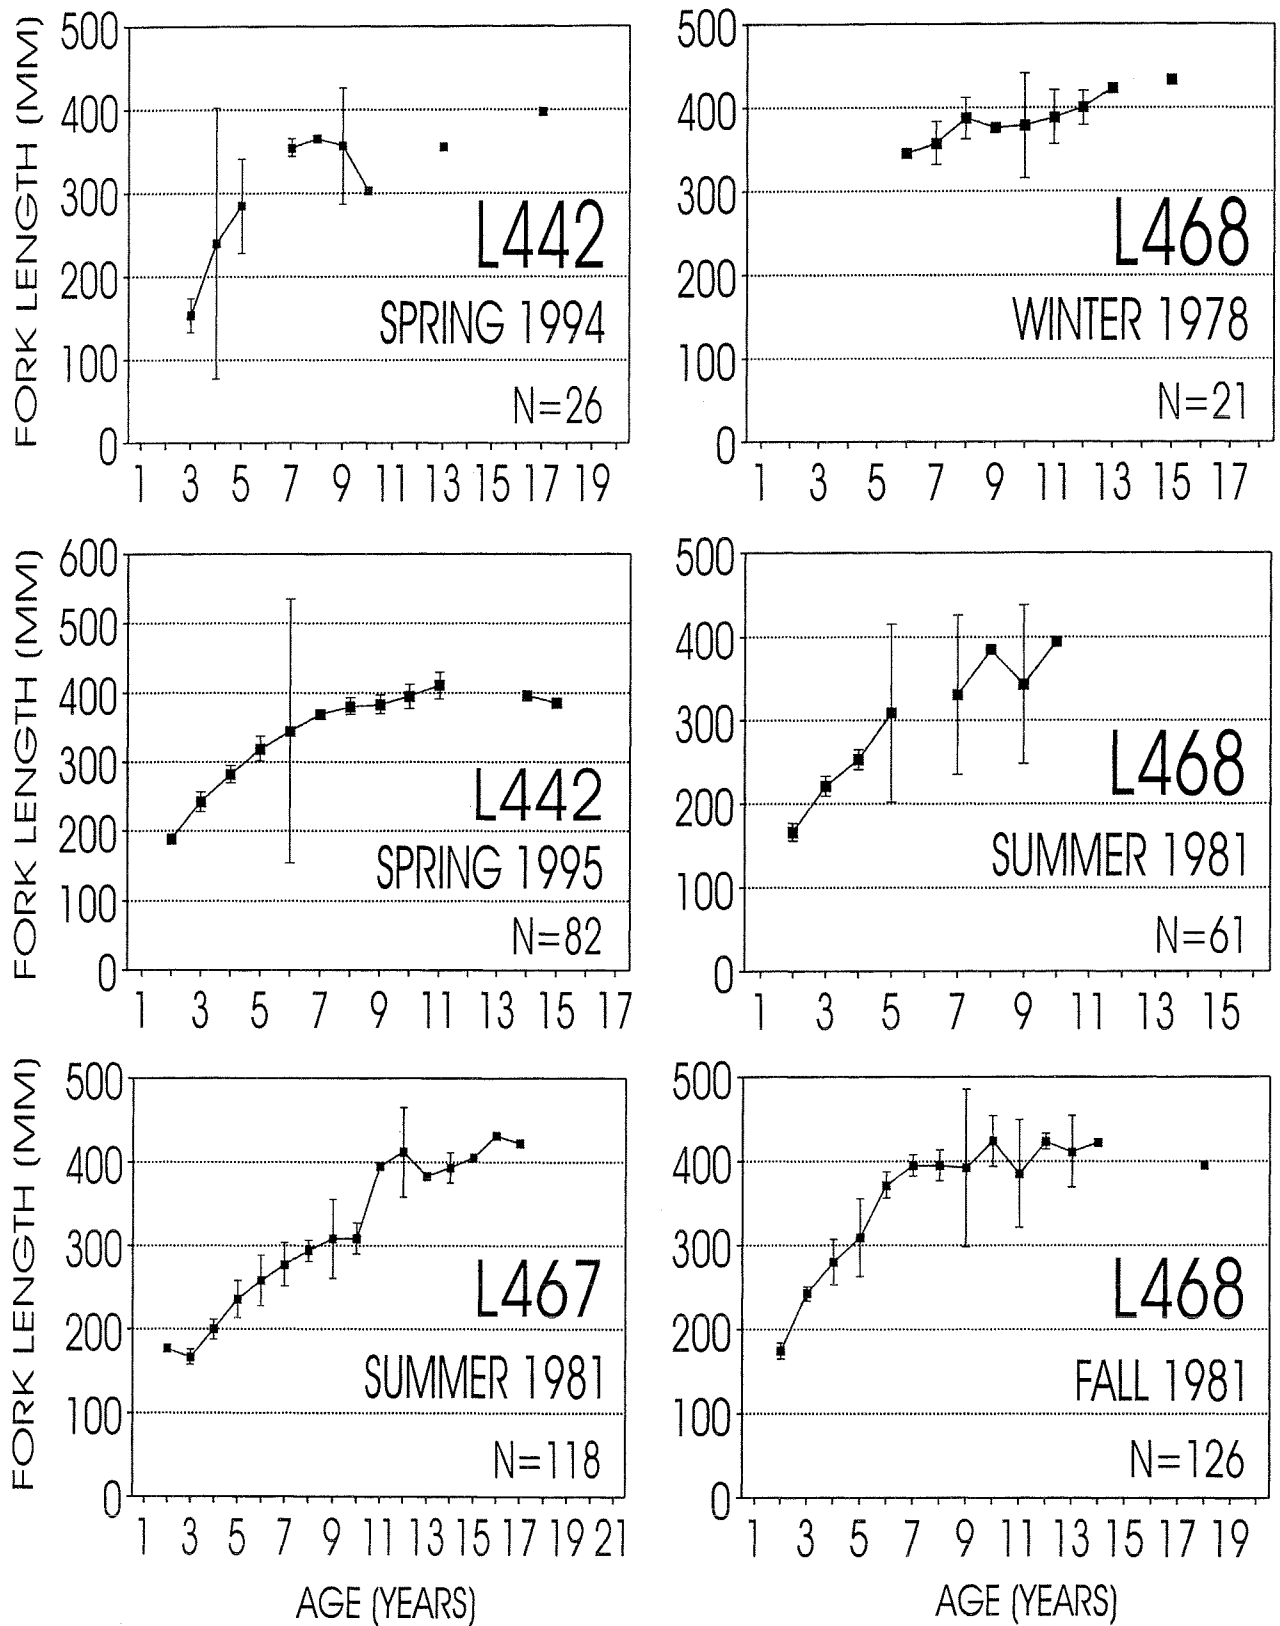 FORK LENGTH (MM)
500
400
300
200
100
0
L442
SPRING 1994
N=26
1 3 5 7 9 11 13 15 17 19
500
400
300
200
100
0
L468
WINTER 1978
N=21
1 3 5 7 9 11 13 15 17
FORK LENGTH (MM)
600
500
400
300
200
100
0
L442
SPRING 1995
N=82
1 3 5 7 9 11 13 15 17
500
400
300
200
100
0
L468
SUMMER 1981
N=61
1 3 5 7 9 11 13 15
FORK LENGTH (MM)
500
400
300
200
100
0
L467
SUMMER 1981
N=118
1 3 5 7 9 11 13 15 17 19 21
AGE (YEARS)
500
400
300
200
100
0
L468
FALL 1981
N=126
1 3 5 7 9 11 13 15 17 19
AGE (YEARS)